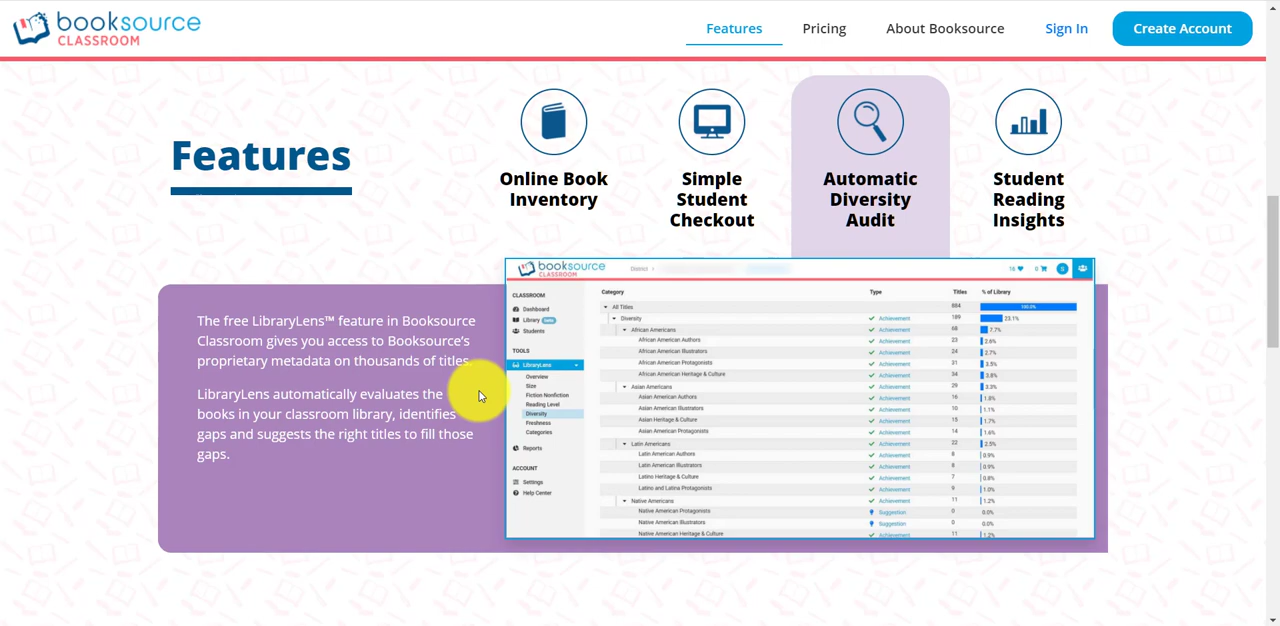 booksource
CLASSROOM
Features
Pricing
About Booksource
Sign In
Create Account
Features
Online Book
Inventory
Simple
Student
Checkout
Automatic
Diversity
Audit
Student
Reading
Insights
The free LibraryLens™ feature in Booksource
Classroom gives you access to Booksource's
proprietary metadata on thousands of titles.
LibraryLens automatically evaluates the
books in your classroom library, identifies
gaps and suggests the right titles to fill those
gaps.
booksource
CLASSROOM
District
16
0
S
CLASSROOM
Dashboard
Library
Students
TOOLS
LibraryLens
Overview
Size
Fiction Nonfiction
Reading Level
Diversity
Freshness
Categories
Reports
ACCOUNT
Settings
Help Center
Category Type Titles % of Library
All Titles 884 100.0%
Diversity Achievement 189 23.1%
African Americans Achievement 68 7.7%
African American Authors Achievement 23 2.6%
African American Illustrators Achievement 24 2.7%
African American Protagonists Achievement 31 3.5%
African American Heritage & Culture Achievement 34 3.8%
Asian Americans Achievement 29 3.3%
Asian American Authors Achievement 16 1.8%
Asian American Illustrators Achievement 10 1.1%
Asian Heritage & Culture Achievement 15 1.7%
Asian American Protagonists Achievement 14 1.6%
Latin Americans Achievement 22 2.5%
Latin American Authors Achievement 8 0.9%
Latin American Illustrators Achievement 8 0.9%
Latino Heritage & Culture Achievement 7 0.8%
Latino and Latina Protagonists Achievement 9 1.0%
Native Americans Achievement 11 1.2%
Native American Protagonists Suggestion 0 0.0%
Native American Illustrators Suggestion 0 0.0%
Native American Heritage & Culture Achievement 11 1.2%